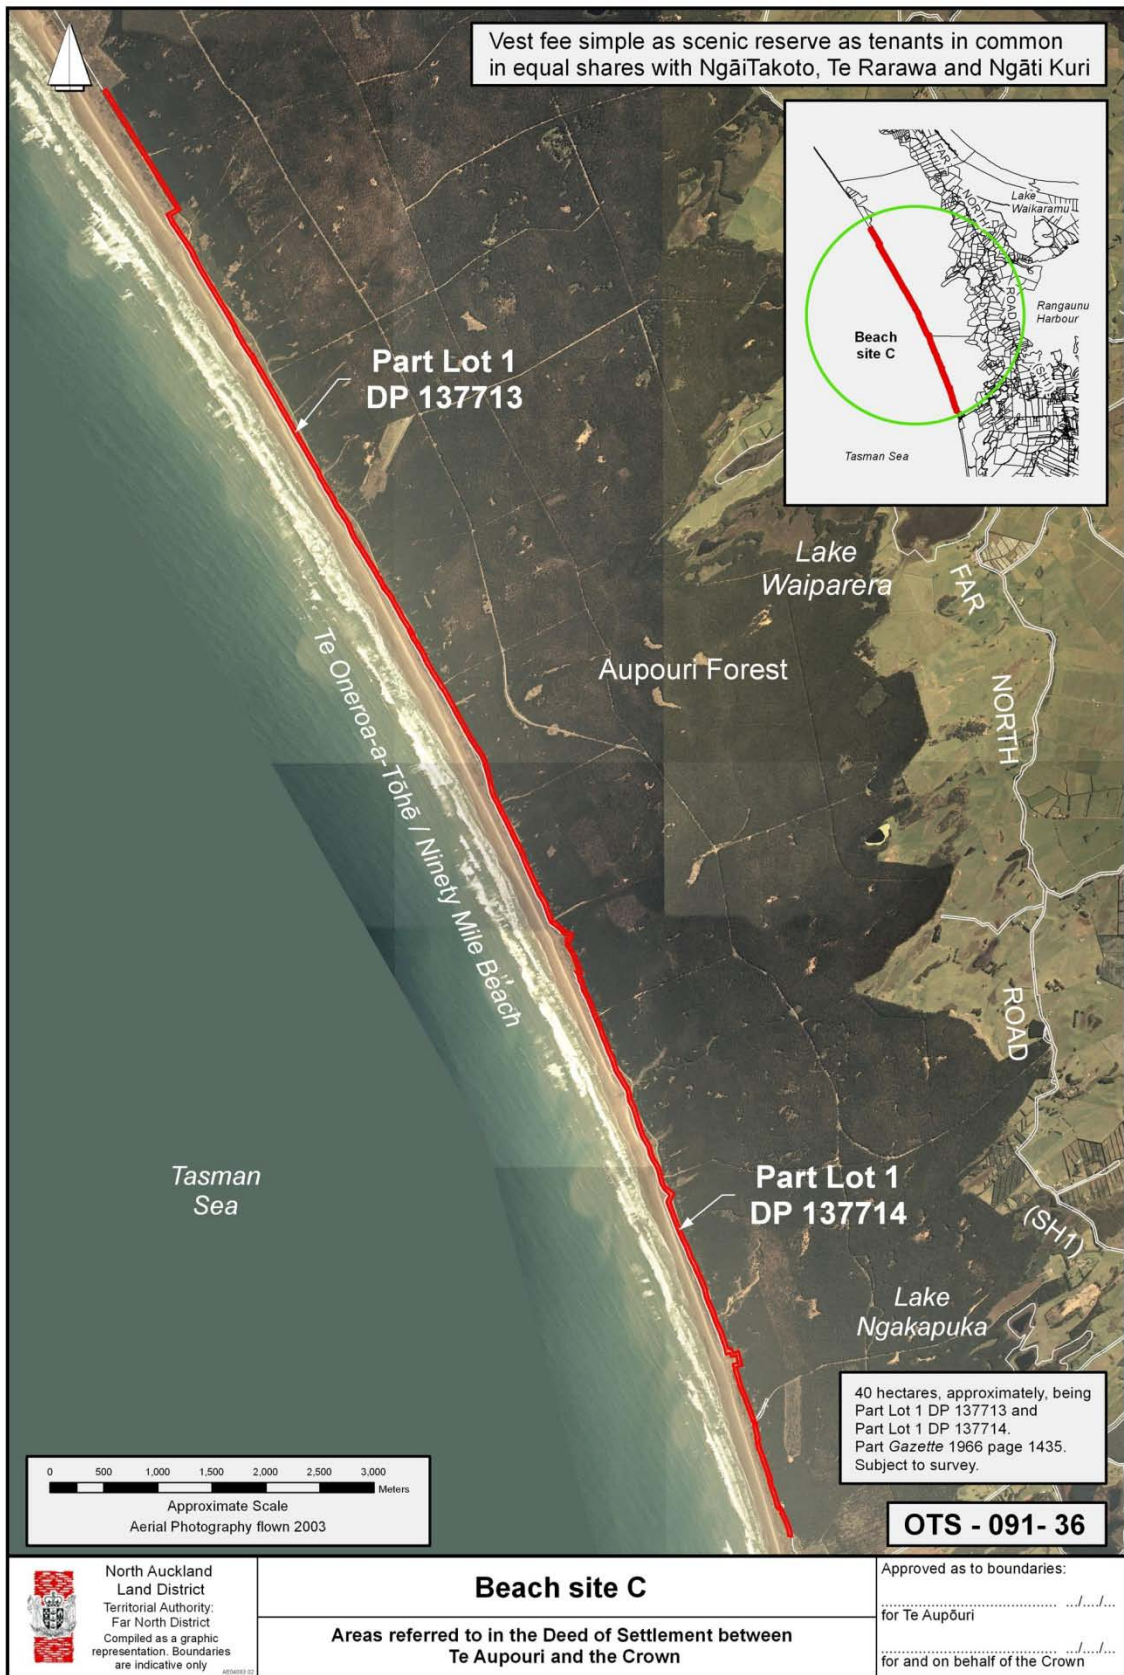 Vest fee simple as scenic reserve as tenants in common
in equal shares with NgāiTakoto, Te Rarawa and Ngāti Kuri
FAR
NORTH
ROAD
(SH1)
Lake
Waikaramu
Rangaunu
Harbour
Beach
site C
Tasman Sea
Part Lot 1
DP 137713
Lake
Waiparera
FAR
Aupouri Forest
NORTH
Te Oneroa-a-Tōhē / Ninety Mile Beach
ROAD
Tasman
Sea
Part Lot 1
DP 137714
(SH1)
Lake
Ngakapuka
40 hectares, approximately, being
Part Lot 1 DP 137713 and
Part Lot 1 DP 137714.
Part Gazette 1966 page 1435.
Subject to survey.
0 500 1,000 1,500 2,000 2,500 3,000
Meters
Approximate Scale
Aerial Photography flown 2003
OTS - 091- 36
North Auckland
Land District
Territorial Authority:
Far North District
Compiled as a graphic
representation. Boundaries
are indicative only
Beach site C
Areas referred to in the Deed of Settlement between
Te Aupouri and the Crown
Approved as to boundaries:
..................................... .../.../...
for Te Aupōuri
..................................... .../.../...
for and on behalf of the Crown